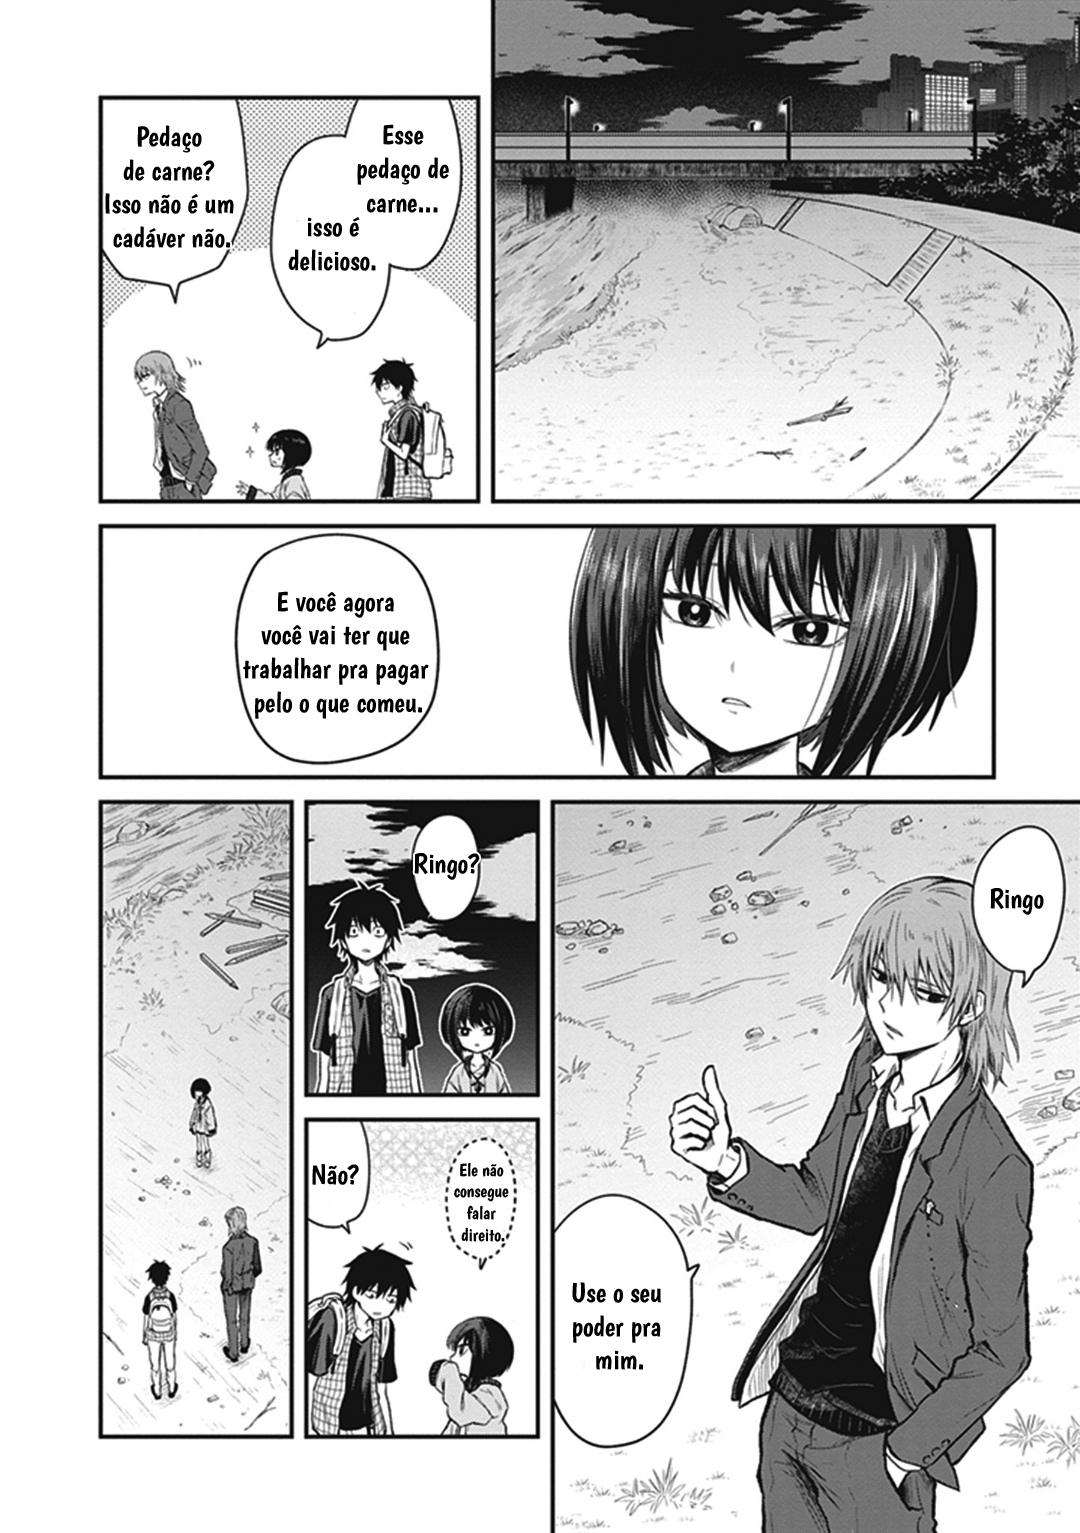 Esse
pedaço de
carne...
isso é
delicioso.
Pedaço
de carne?
Isso não é um
cadáver não.
E você agora
você vai ter que
trabalhar pra pagar
pelo o que comeu.
Ringo
Use o seu
poder pra
mim.
Ringo?
Ele não
consegue
falar
direito.
Não?